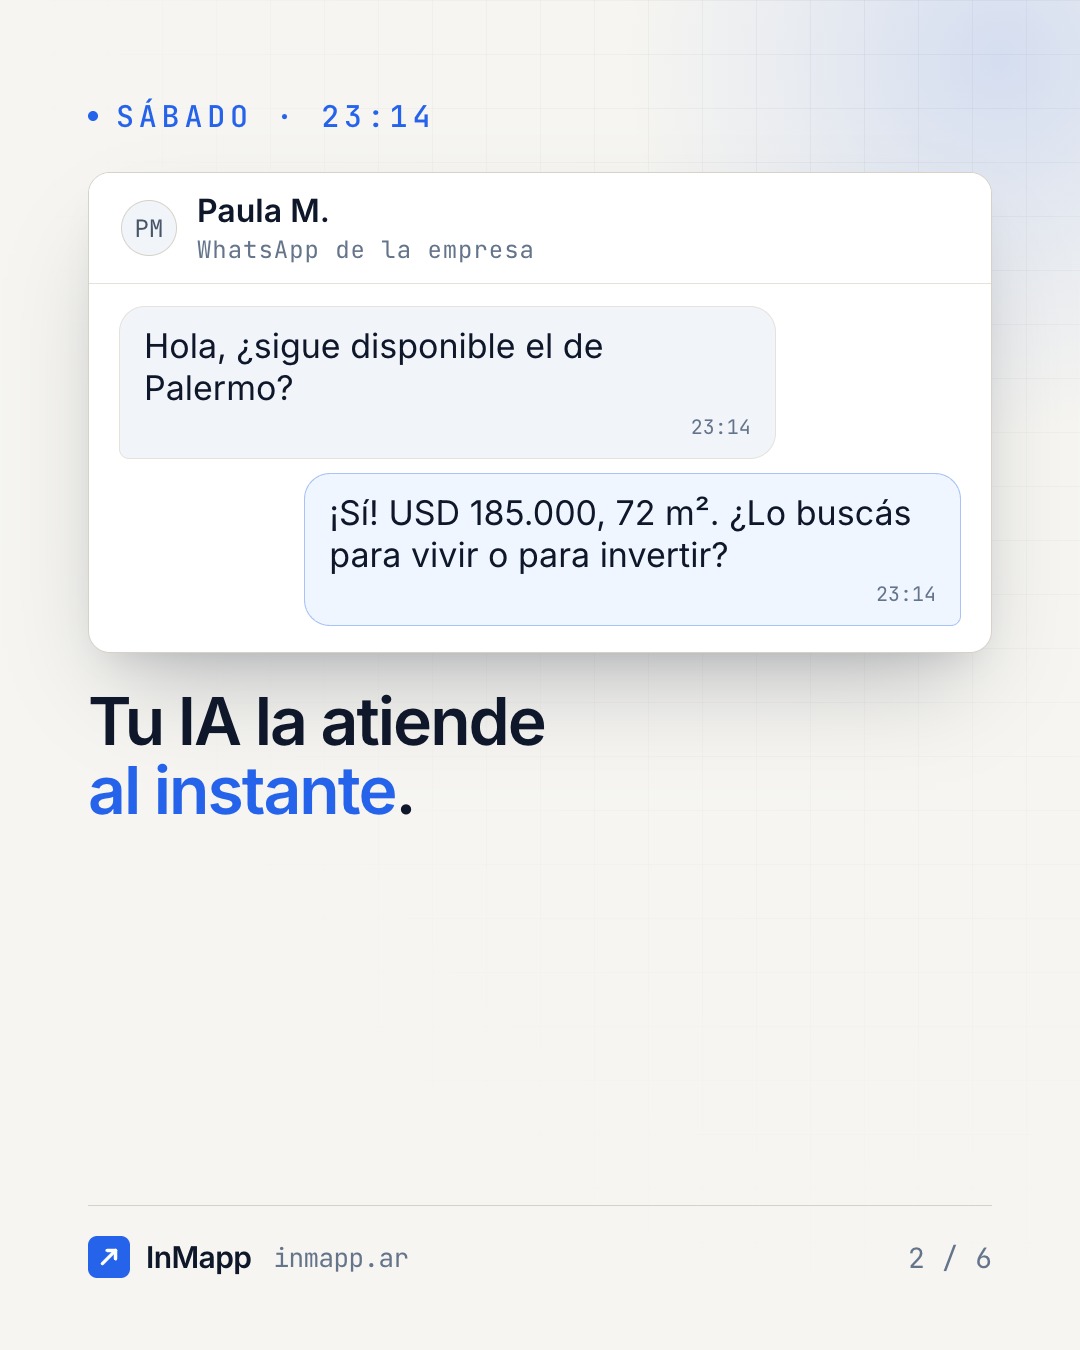 SÁBADO · 23:14
PM
Paula M.
WhatsApp de la empresa
Hola, ¿sigue disponible el de
Palermo?
23:14
¡Sí! USD 185.000, 72 m². ¿Lo buscás
para vivir o para invertir?
23:14
Tu IA la atiende
al instante.
InMapp inmapp.ar
2 / 6